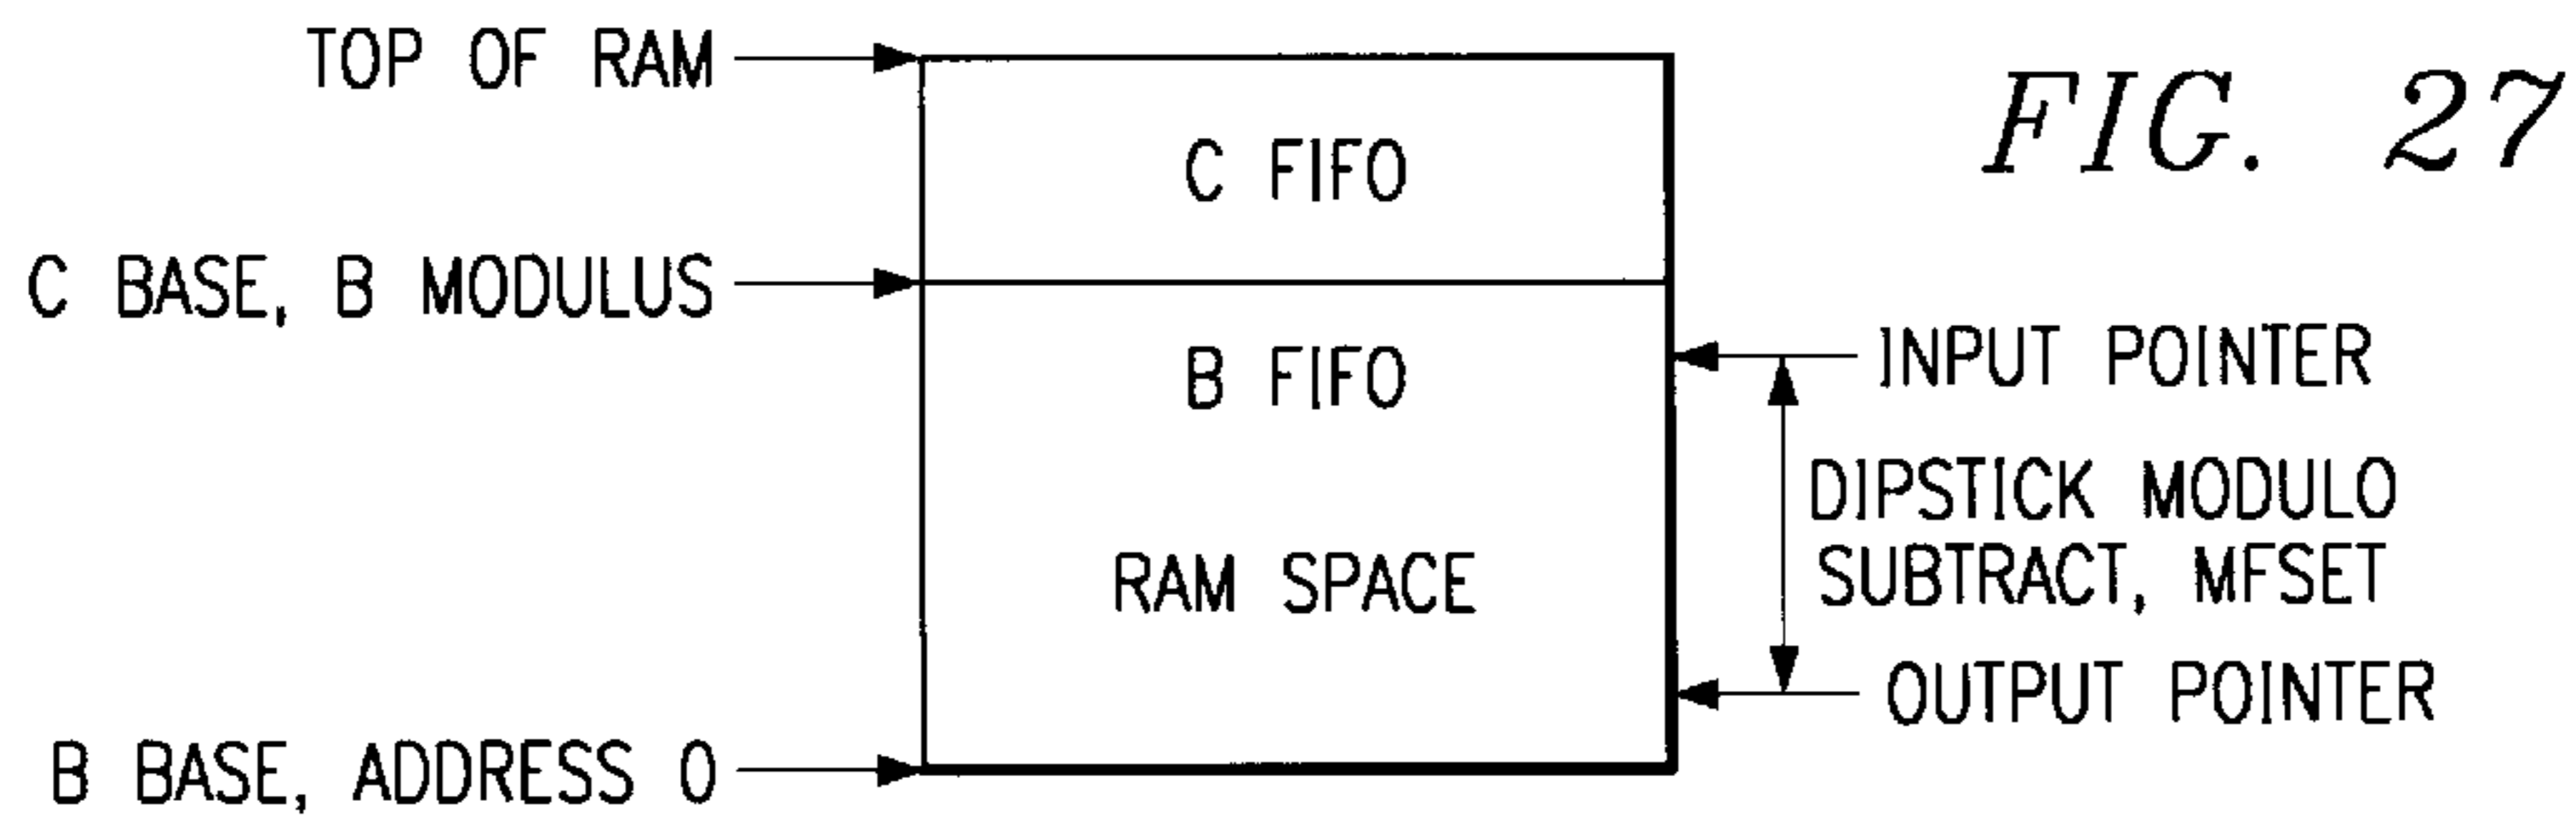 TOP OF RAM
FIG. 27
C FIFO
C BASE, B MODULUS
B FIFO
INPUT POINTER
DIPSTICK MODULO
SUBTRACT, MFSET
RAM SPACE
OUTPUT POINTER
B BASE, ADDRESS 0